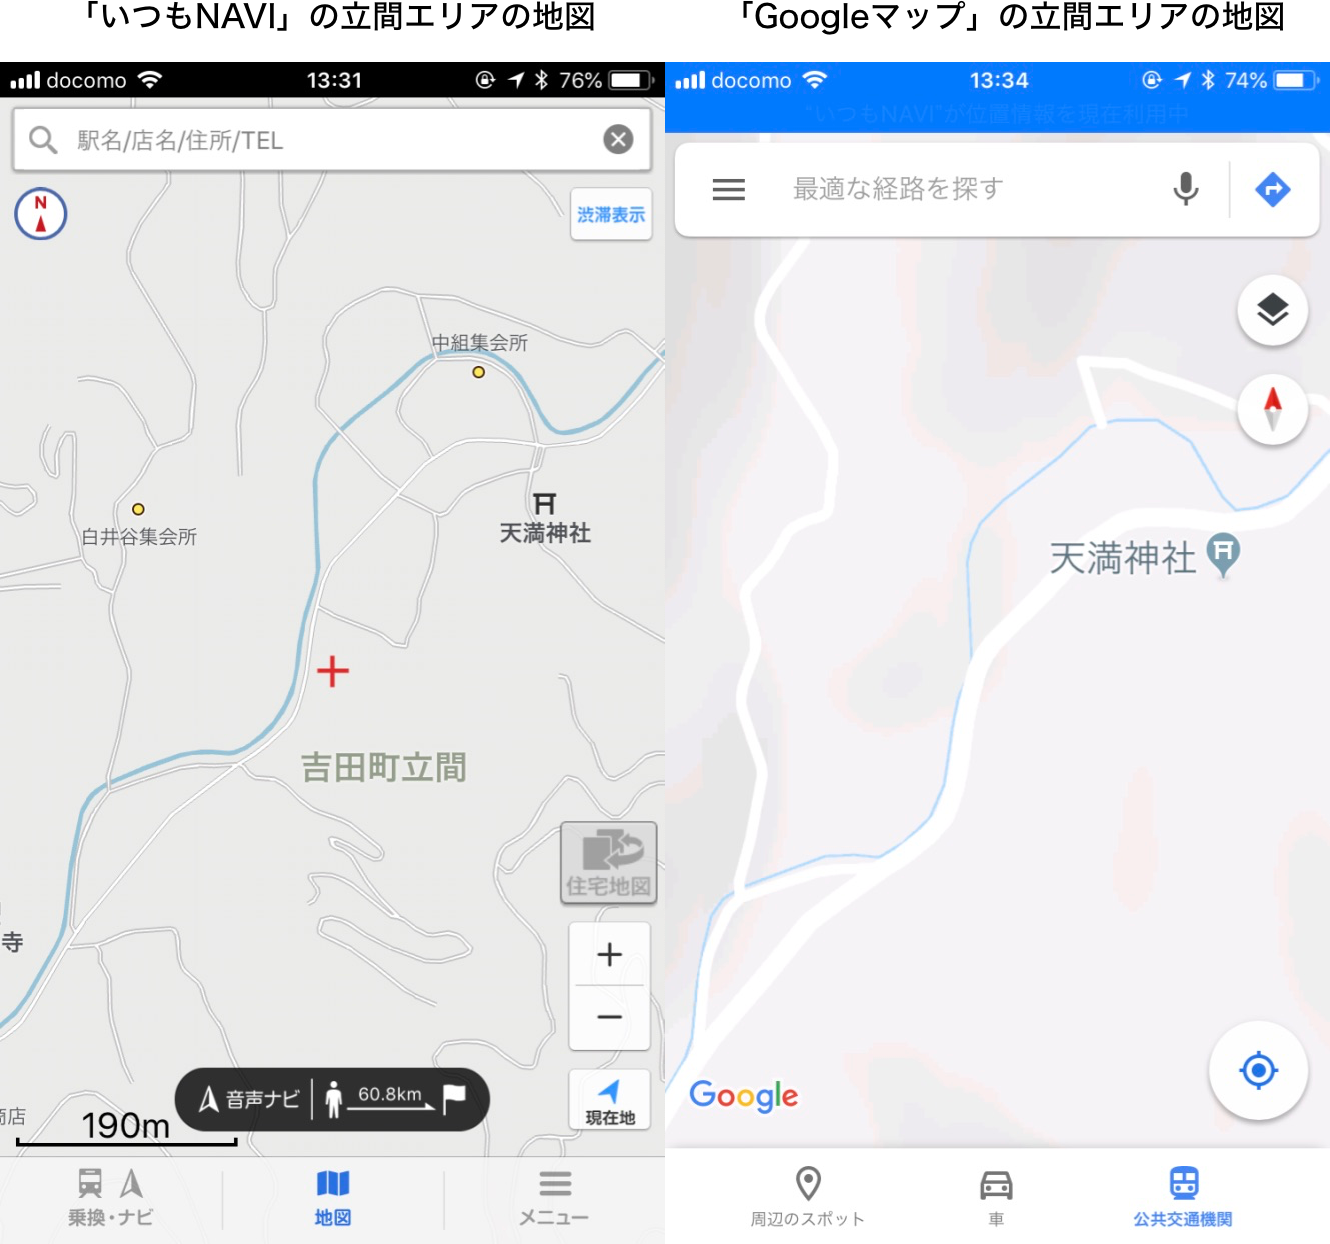 「いつもNAVI」の立間エリアの地図
docomo 13:31 76%
駅名/店名/住所/TEL
N
渋滞表示
中組集会所
天満神社
白井谷集会所
吉田町立間
住宅地図
寺
+
−
音声ナビ 60.8km
現在地
商店
190m
乗換・ナビ
地図
メニュー
「Googleマップ」の立間エリアの地図
docomo 13:34 74%
"いつもNAVI"が位置情報を現在利用中
最適な経路を探す
天満神社
Google
周辺のスポット
車
公共交通機関